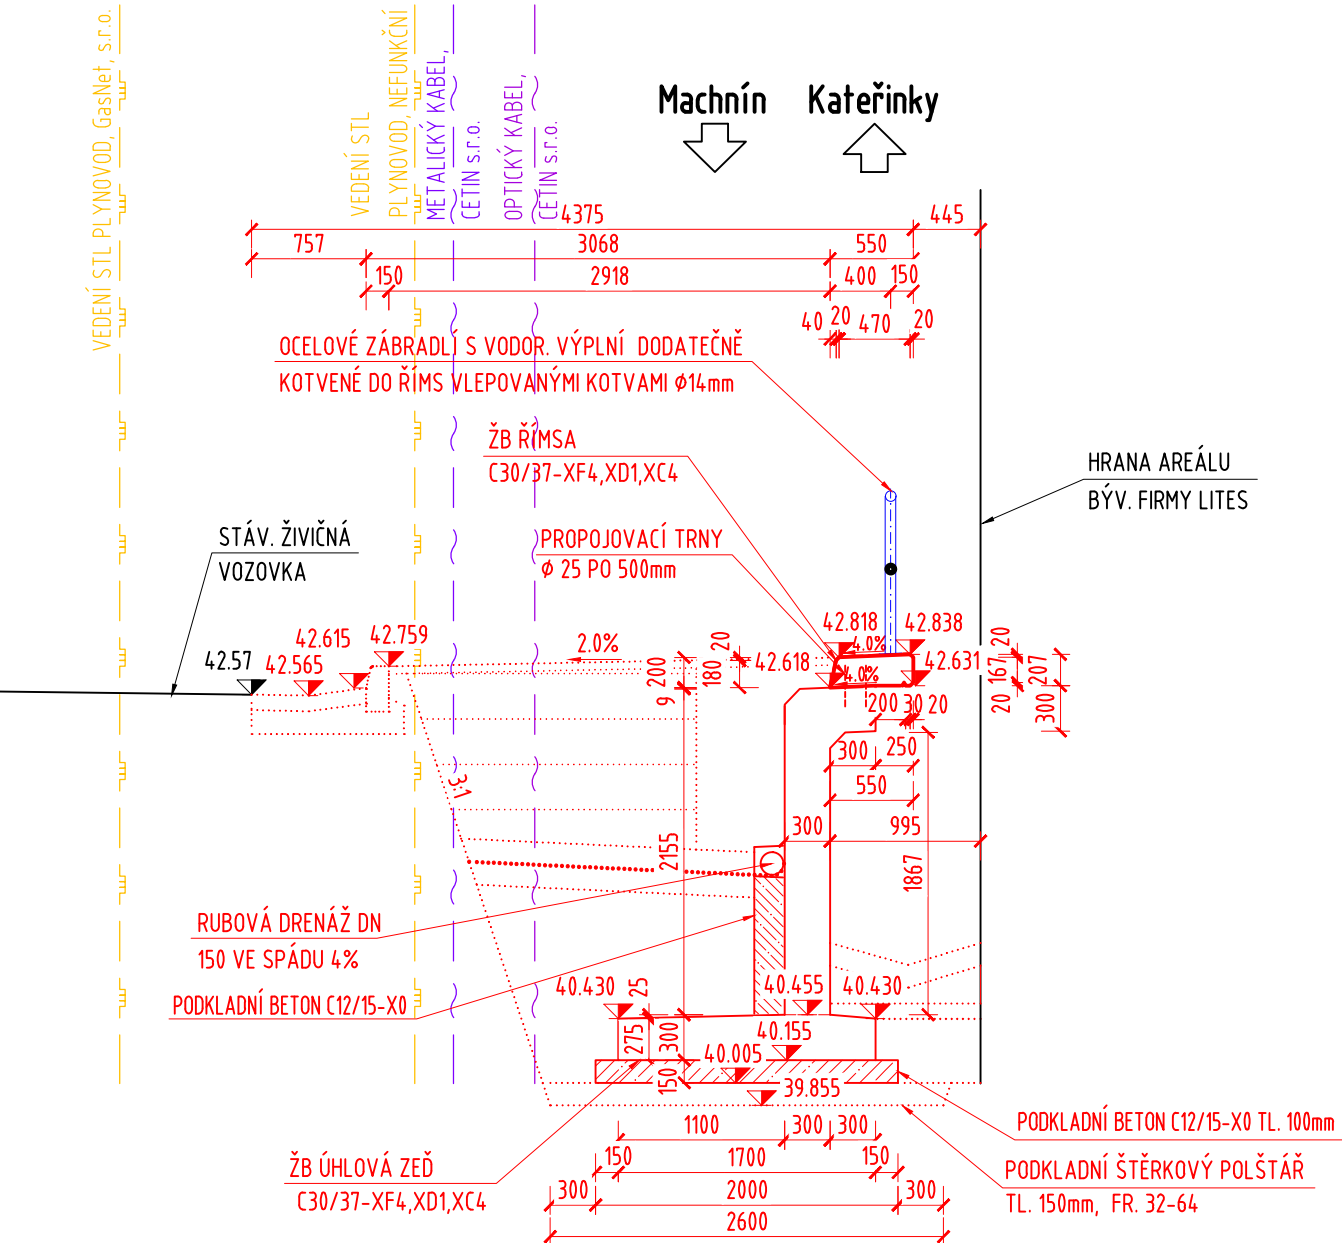 VEDENÍ STL PLYNOVOD, GasNet, s.r.o.
VEDENÍ STL
PLYNOVOD, NEFUNKČNÍ
METALICKÝ KABEL,
CETIN s.r.o.
OPTICKÝ KABEL,
CETIN s.r.o.
Machnín
Kateřinky
4375
445
757
3068
550
150
2918
400
150
40
20
470
20
OCELOVÉ ZÁBRADLÍ S VODOR. VÝPLNÍ DODATEČNĚ
KOTVENÉ DO ŘÍMS VLEPOVANÝMI KOTVAMI Ø14mm
ŽB ŘÍMSA
C30/37-XF4,XD1,XC4
HRANA AREÁLU
BÝV. FIRMY LITES
STÁV. ŽIVIČNÁ
VOZOVKA
PROPOJOVACÍ TRNY
Ø 25 PO 500mm
42.57
42.565
42.615
42.759
2.0%
42.818
42.838
4.0%
42.618
4.0%
42.631
9
200
180
20
20
167
20
207
300
200
30
20
300
250
550
300
995
3:1
2155
1867
RUBOVÁ DRENÁŽ DN
150 VE SPÁDU 4%
PODKLADNÍ BETON C12/15-X0
40.430
25
40.455
40.430
275
300
40.155
40.005
150
39.855
1100
300
300
PODKLADNÍ BETON C12/15-X0 TL. 100mm
150
1700
150
ŽB ÚHLOVÁ ZEĎ
C30/37-XF4,XD1,XC4
PODKLADNÍ ŠTĚRKOVÝ POLŠTÁŘ
TL. 150mm, FR. 32-64
300
2000
300
2600